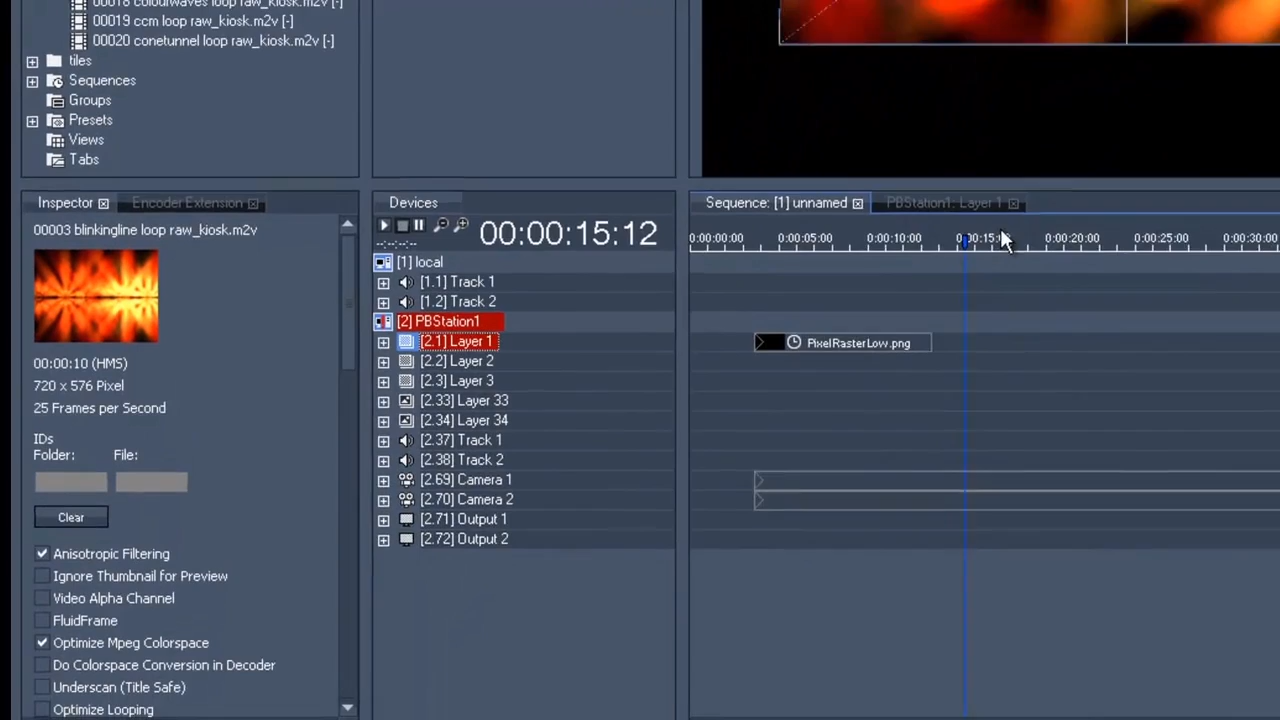 00018 colourwaves loop raw_kiosk.m2v [-]
00019 ccm loop raw_kiosk.m2v [-]
00020 conetunnel loop raw_kiosk.m2v [-]
tiles
Sequences
Groups
Presets
Views
Tabs
Inspector
Encoder Extension
00003 blinkingline loop raw_kiosk.m2v
00:00:10 (HMS)
720 x 576 Pixel
25 Frames per Second
IDs
Folder: File:
Clear
Anisotropic Filtering
Ignore Thumbnail for Preview
Video Alpha Channel
FluidFrame
Optimize Mpeg Colorspace
Do Colorspace Conversion in Decoder
Underscan (Title Safe)
Optimize Looping
Devices
--:--:--:--
00:00:15:12
[1] local
[1.1] Track 1
[1.2] Track 2
[2] PBStation1
[2.1] Layer 1
[2.2] Layer 2
[2.3] Layer 3
[2.33] Layer 33
[2.34] Layer 34
[2.37] Track 1
[2.38] Track 2
[2.69] Camera 1
[2.70] Camera 2
[2.71] Output 1
[2.72] Output 2
Sequence: [1] unnamed
PBStation1: Layer 1
0:00:00:00 0:00:05:00 0:00:10:00 0:00:20:00 0:00:25:00 0:00:30:00
PixelRasterLow.png